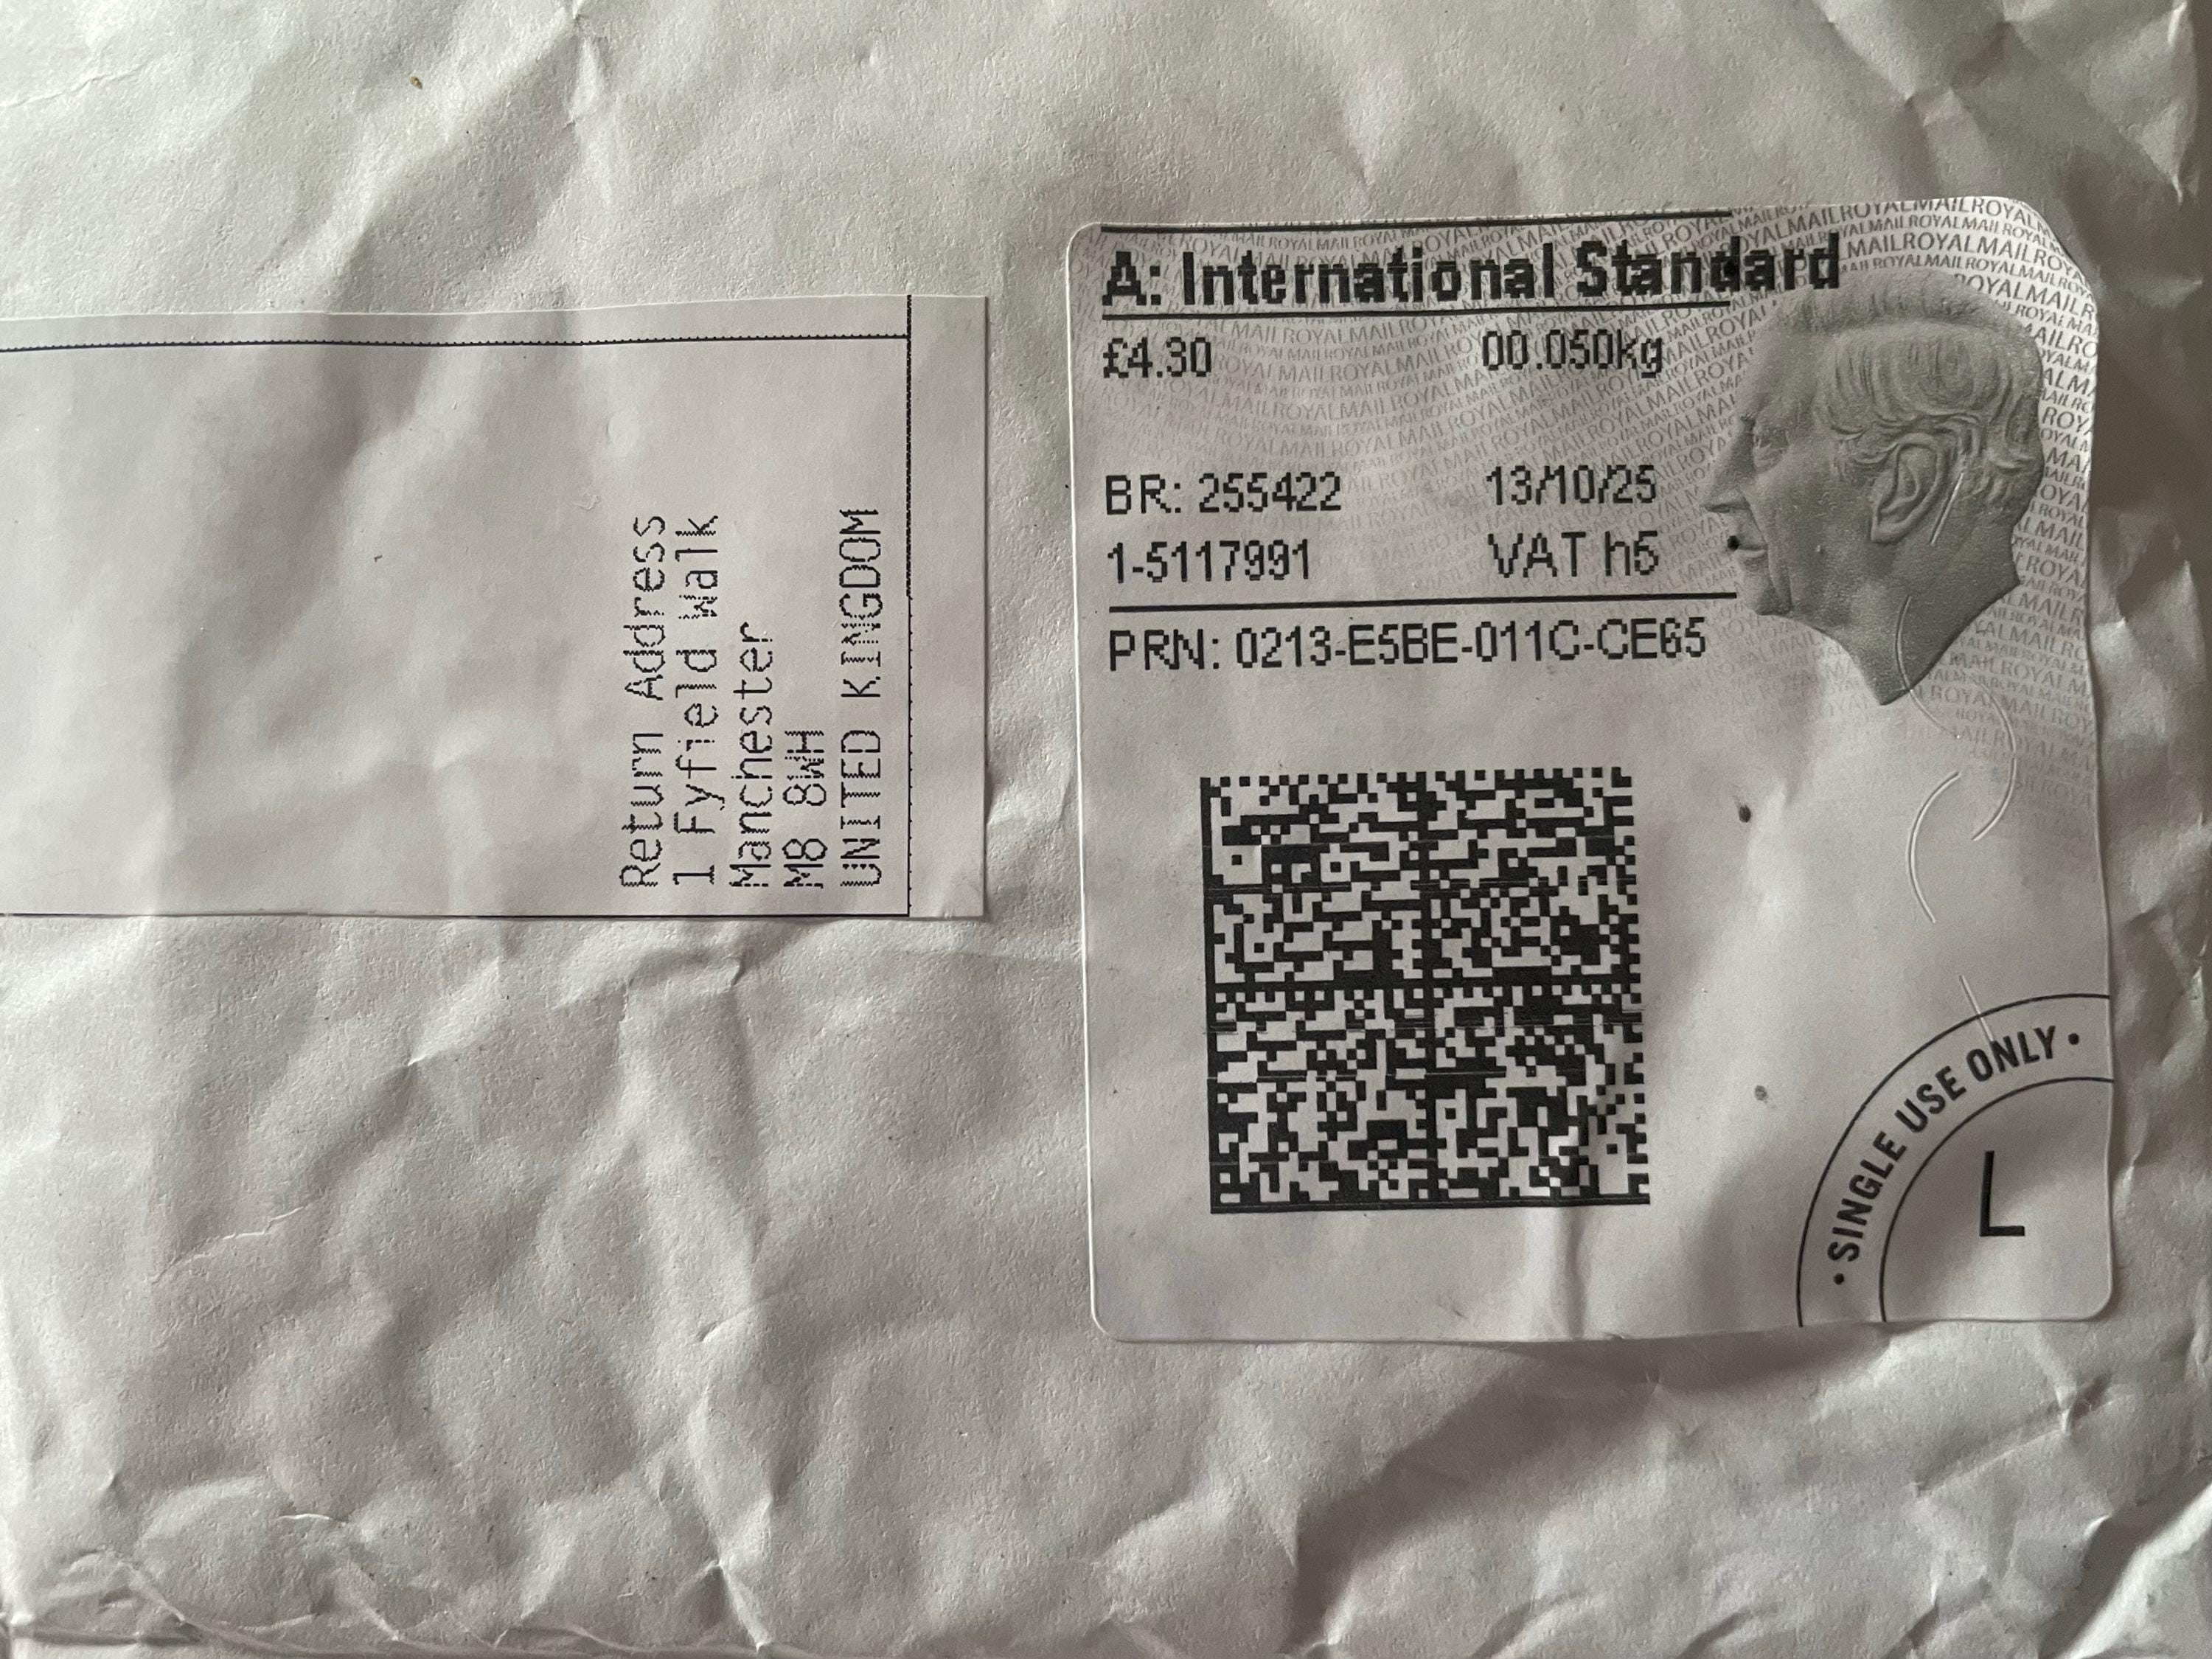 Return Address
1 Fyfield Walk
Manchester
M8 8WH
UNITED KINGDOM
A: International Standard
£4.30 00.050kg
BR: 255422 13/10/25
1-5117991 VAT h5
PRN: 0213-E5BE-011C-CE65
• SINGLE USE ONLY •
L